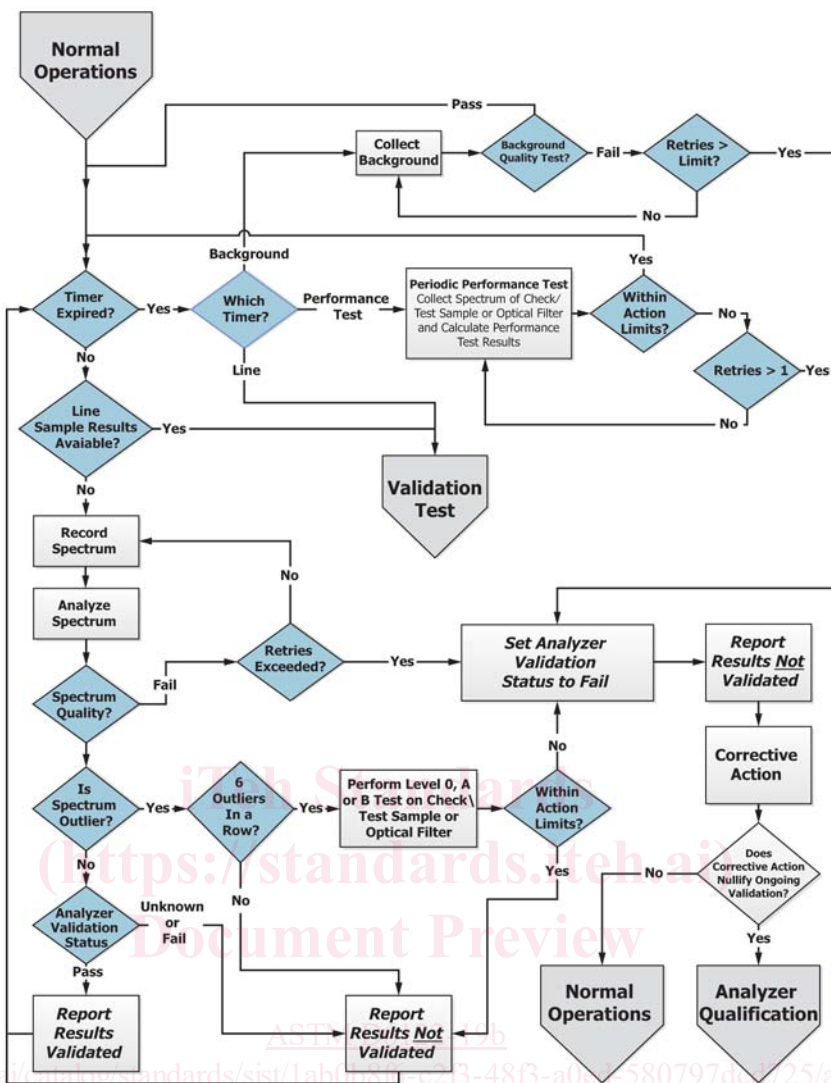 Normal
Operations
Pass
Collect
Background
Background
Quality Test?
Fail
Retries >
Limit?
Yes
No
Background
Yes
Timer
Expired?
Yes
Which
Timer?
Performance
Test
Periodic Performance Test
Collect Spectrum of Check/
Test Sample or Optical Filter
and Calculate Performance
Test Results
Within
Action
Limits?
No
Retries > 1
Yes
No
No
Line
Line
Sample Results
Avaiable?
Yes
Validation
Test
No
Record
Spectrum
No
Analyze
Spectrum
Retries
Exceeded?
Yes
Set Analyzer
Validation
Status to Fail
Report
Results Not
Validated
Fail
Spectrum
Quality?
No
Corrective
Action
Is
Spectrum
Outlier?
Yes
6
Outliers
In a
Row?
Yes
Perform Level 0, A
or B Test on Check\
Test Sample or
Optical Filter
Within
Action
Limits?
iTeh Standards
(https://standards.iteh.ai)
Document Preview
No
Does
Corrective Action
Nullify Ongoing
Validation?
No
Yes
Yes
No
Analyzer
Validation
Status
Unknown
or
Fail
Pass
Report
Results
Validated
Report
Results Not
Validated
Normal
Operations
Analyzer
Qualification